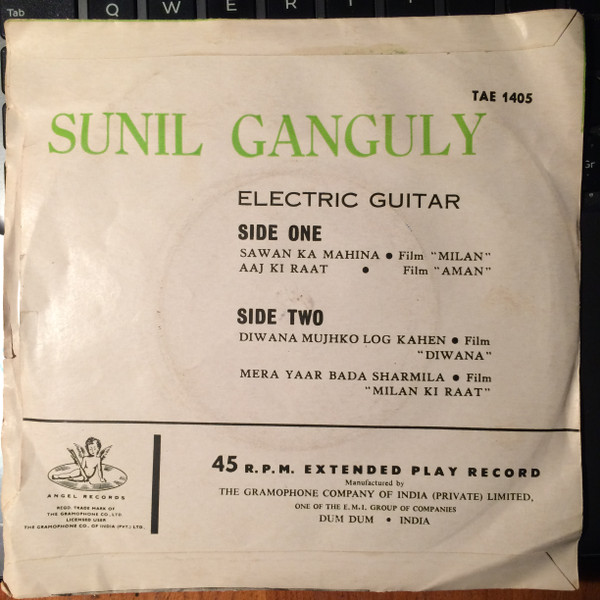 Tab Q W E R T
TAE 1405
SUNIL GANGULY
ELECTRIC GUITAR
SIDE ONE
SAWAN KA MAHINA ● Film "MILAN"
AAJ KI RAAT ● Film "AMAN"
SIDE TWO
DIWANA MUJHKO LOG KAHEN ● Film
"DIWANA"
MERA YAAR BADA SHARMILA ● Film
"MILAN KI RAAT"
ANGEL RECORDS
REGD. TRADE MARK OF
THE GRAMOPHONE CO., LTD.
LICENSED USER
THE GRAMOPHONE CO., OF INDIA (PVT.) LTD.
45 R.P.M. EXTENDED PLAY RECORD
Manufactured by
THE GRAMOPHONE COMPANY OF INDIA (PRIVATE) LIMITED,
ONE OF THE E.M.I. GROUP OF COMPANIES
DUM DUM • INDIA